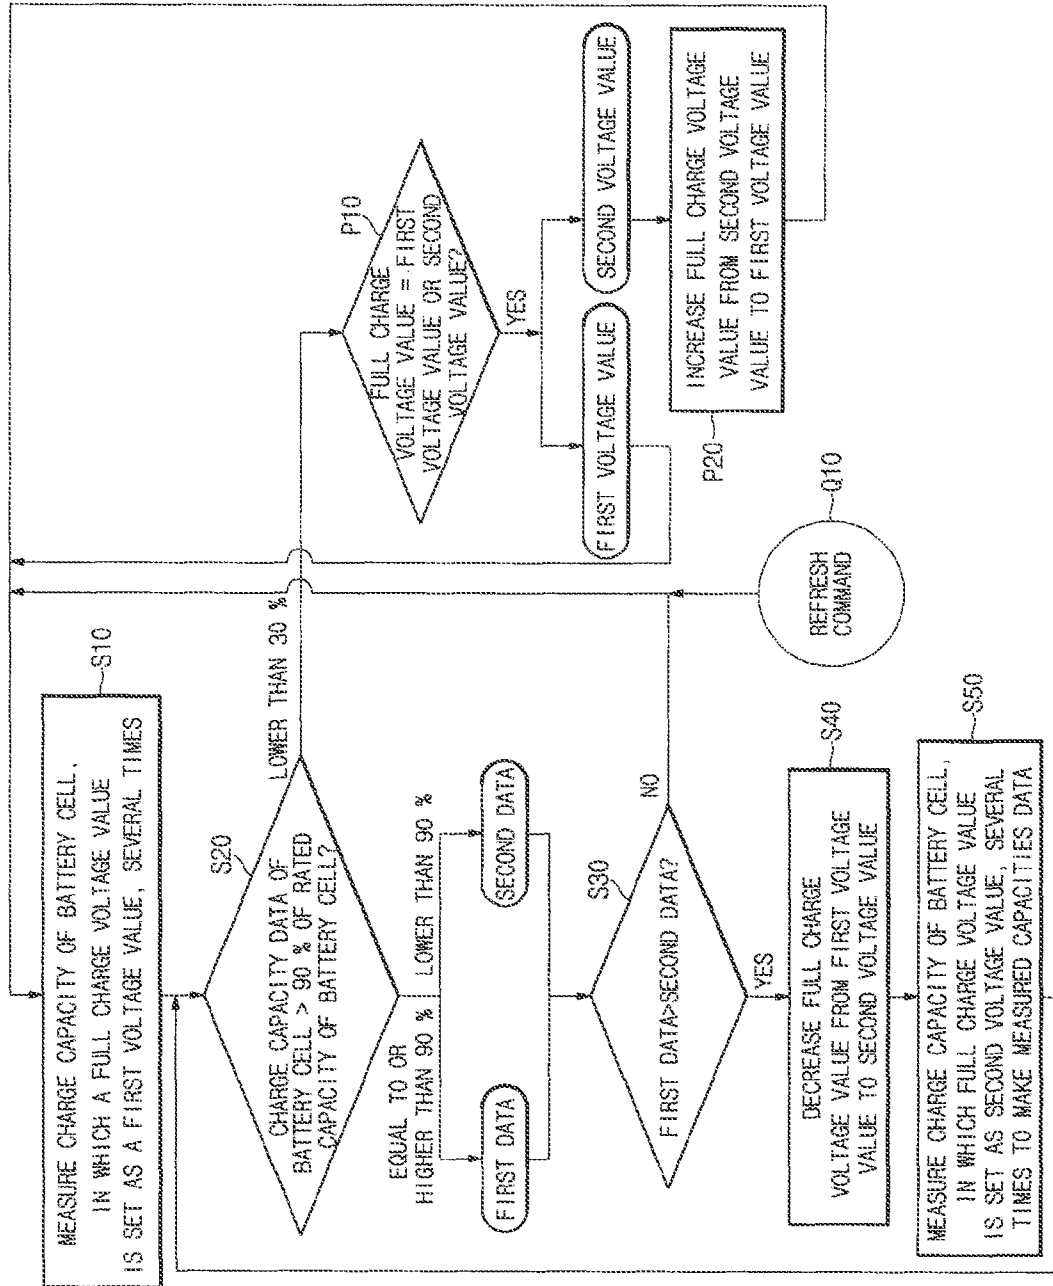 MEASURE CHARGE CAPACITY OF BATTERY CELL,
IN WHICH A FULL CHARGE VOLTAGE VALUE
IS SET AS A FIRST VOLTAGE VALUE, SEVERAL TIMES
S10
S20
CHARGE CAPACITY DATA OF
BATTERY CELL > 90 % OF RATED
CAPACITY OF BATTERY CELL?
LOWER THAN 30 %
EQUAL TO OR
HIGHER THAN 90 %
LOWER THAN 90 %
FIRST DATA
SECOND DATA
S30
FIRST DATA>SECOND DATA?
NO
YES
S40
DECREASE FULL CHARGE
VOLTAGE VALUE FROM FIRST VOLTAGE
VALUE TO SECOND VOLTAGE VALUE
S50
MEASURE CHARGE CAPACITY OF BATTERY CELL,
IN WHICH FULL CHARGE VOLTAGE VALUE
IS SET AS SECOND VOLTAGE VALUE, SEVERAL
TIMES TO MAKE MEASURED CAPACITIES DATA
P10
FULL CHARGE
VOLTAGE VALUE = FIRST
VOLTAGE VALUE OR SECOND
VOLTAGE VALUE?
YES
FIRST VOLTAGE VALUE
SECOND VOLTAGE VALUE
P20
INCREASE FULL CHARGE VOLTAGE
VALUE FROM SECOND VOLTAGE
VALUE TO FIRST VOLTAGE VALUE
Q10
REFRESH
COMMAND